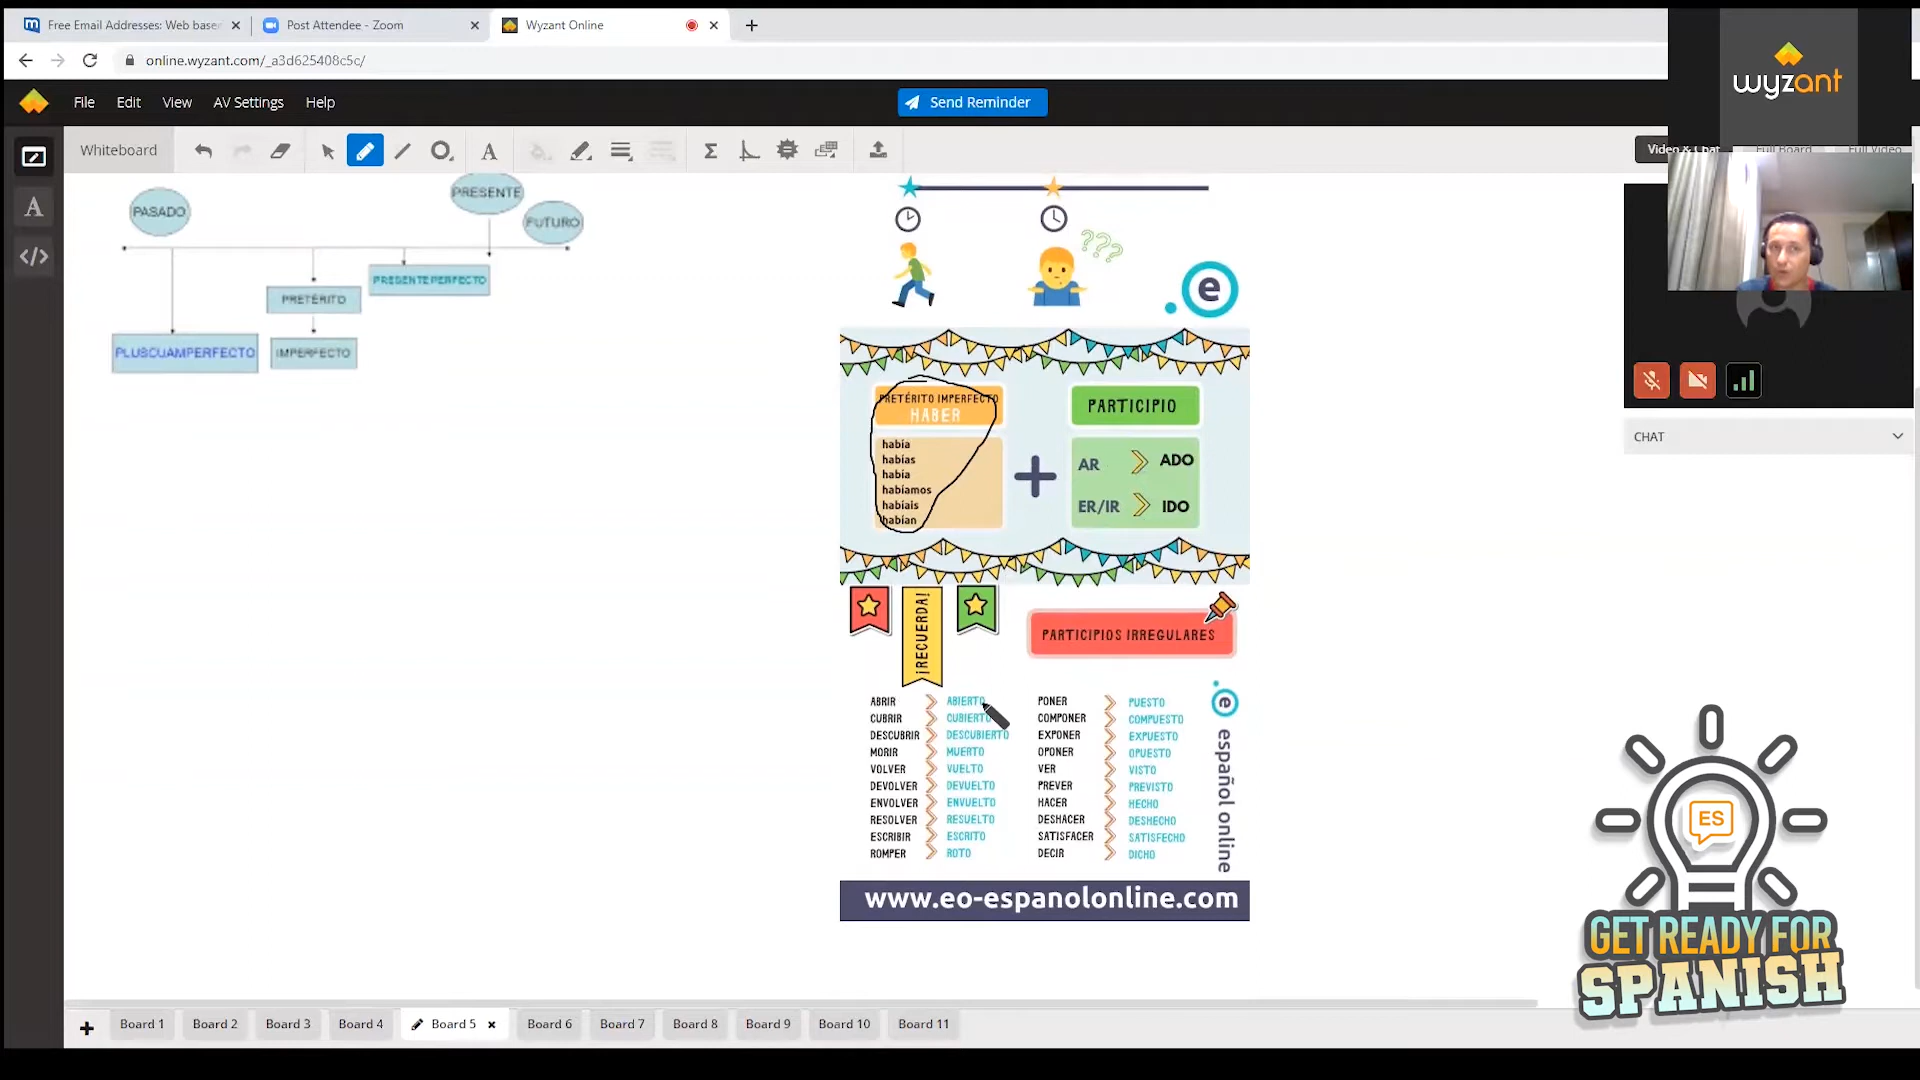 Free Email Addresses: Web base
Post Attendee - Zoom
Wyzant Online
online.wyzant.com/_a3d625408c5c/
wyzant
File
Edit
View
AV Settings
Help
Send Reminder
Whiteboard
Video & Chat
Full Board
Full Video
PASADO
PRESENTE
FUTURO
PRETÉRITO
PRESENTE PERFECTO
PLUSCUAMPERFECTO
IMPERFECTO
???
e
PRETÉRITO IMPERFECTO
HABER
había
habías
había
habíamos
habíais
habían
+
PARTICIPIO
AR ADO
ER/IR IDO
CHAT
¡RECUERDA!
PARTICIPIOS IRREGULARES
ABRIR ABIERTO
CUBRIR CUBIERTO
DESCUBRIR DESCUBIERTO
MORIR MUERTO
VOLVER VUELTO
DEVOLVER DEVUELTO
ENVOLVER ENVUELTO
RESOLVER RESUELTO
ESCRIBIR ESCRITO
ROMPER ROTO
PONER PUESTO
COMPONER COMPUESTO
EXPONER EXPUESTO
OPONER OPUESTO
VER VISTO
PREVER PREVISTO
HACER HECHO
DESHACER DESHECHO
SATISFACER SATISFECHO
DECIR DICHO
e
español online
www.eo-espanolonline.com
ES
GET READY FOR
SPANISH
Board 1
Board 2
Board 3
Board 4
Board 5
Board 6
Board 7
Board 8
Board 9
Board 10
Board 11